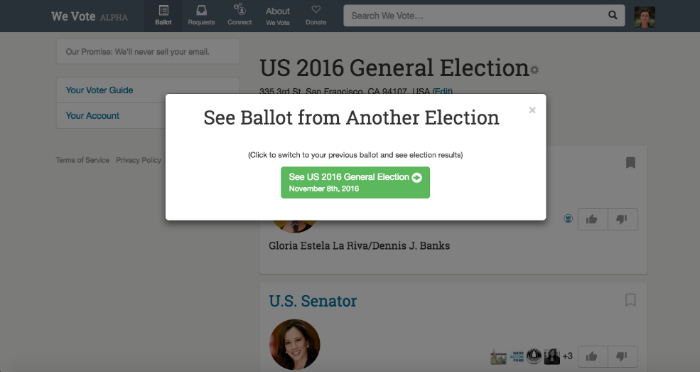 We Vote ALPHA
Ballot
Requests
Connect
About
We Vote
Donate
Search We Vote…
Our Promise: We'll never sell your email.
Your Voter Guide
Your Account
Terms of Service Privacy Policy
US 2016 General Election
335 3rd St, San Francisco, CA 94107, USA (Edit)
See Ballot from Another Election
×
(Click to switch to your previous ballot and see election results)
See US 2016 General Election
November 8th, 2016
Gloria Estela La Riva/Dennis J. Banks
U.S. Senator
+3